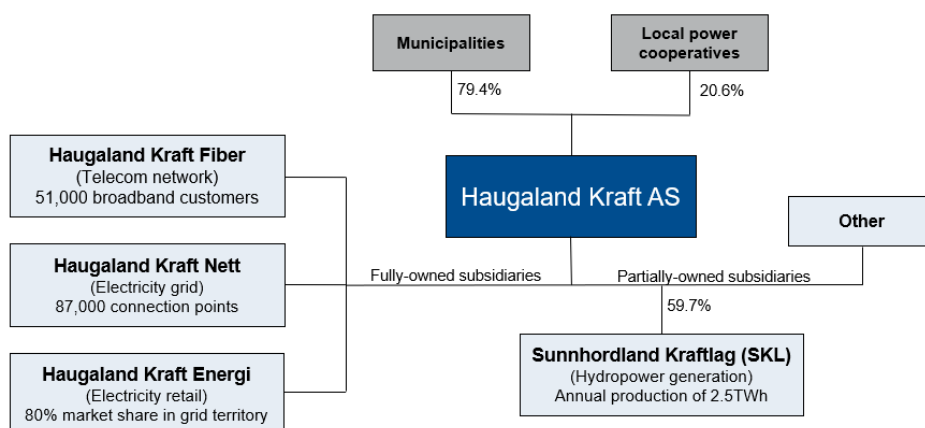 Municipalities
Local power
cooperatives
79.4%
20.6%
Haugaland Kraft Fiber
(Telecom network)
51,000 broadband customers
Haugaland Kraft AS
Other
Haugaland Kraft Nett
(Electricity grid)
87,000 connection points
Fully-owned subsidiaries
Partially-owned subsidiaries
59.7%
Haugaland Kraft Energi
(Electricity retail)
80% market share in grid territory
Sunnhordland Kraftlag (SKL)
(Hydropower generation)
Annual production of 2.5TWh